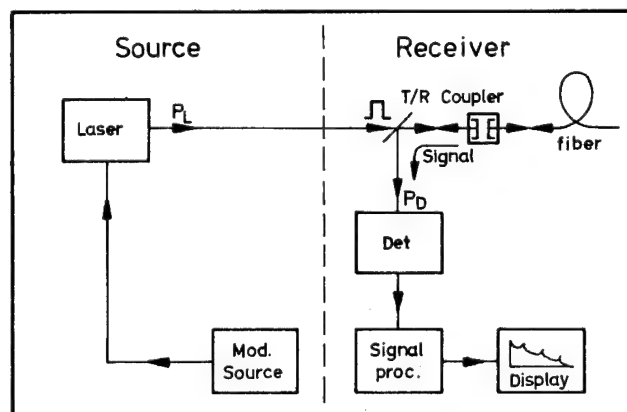 Source
Receiver
T/R Coupler
P_L
Laser
Signal
fiber
P_D
Det
Mod.
Source
Signal
proc.
Display